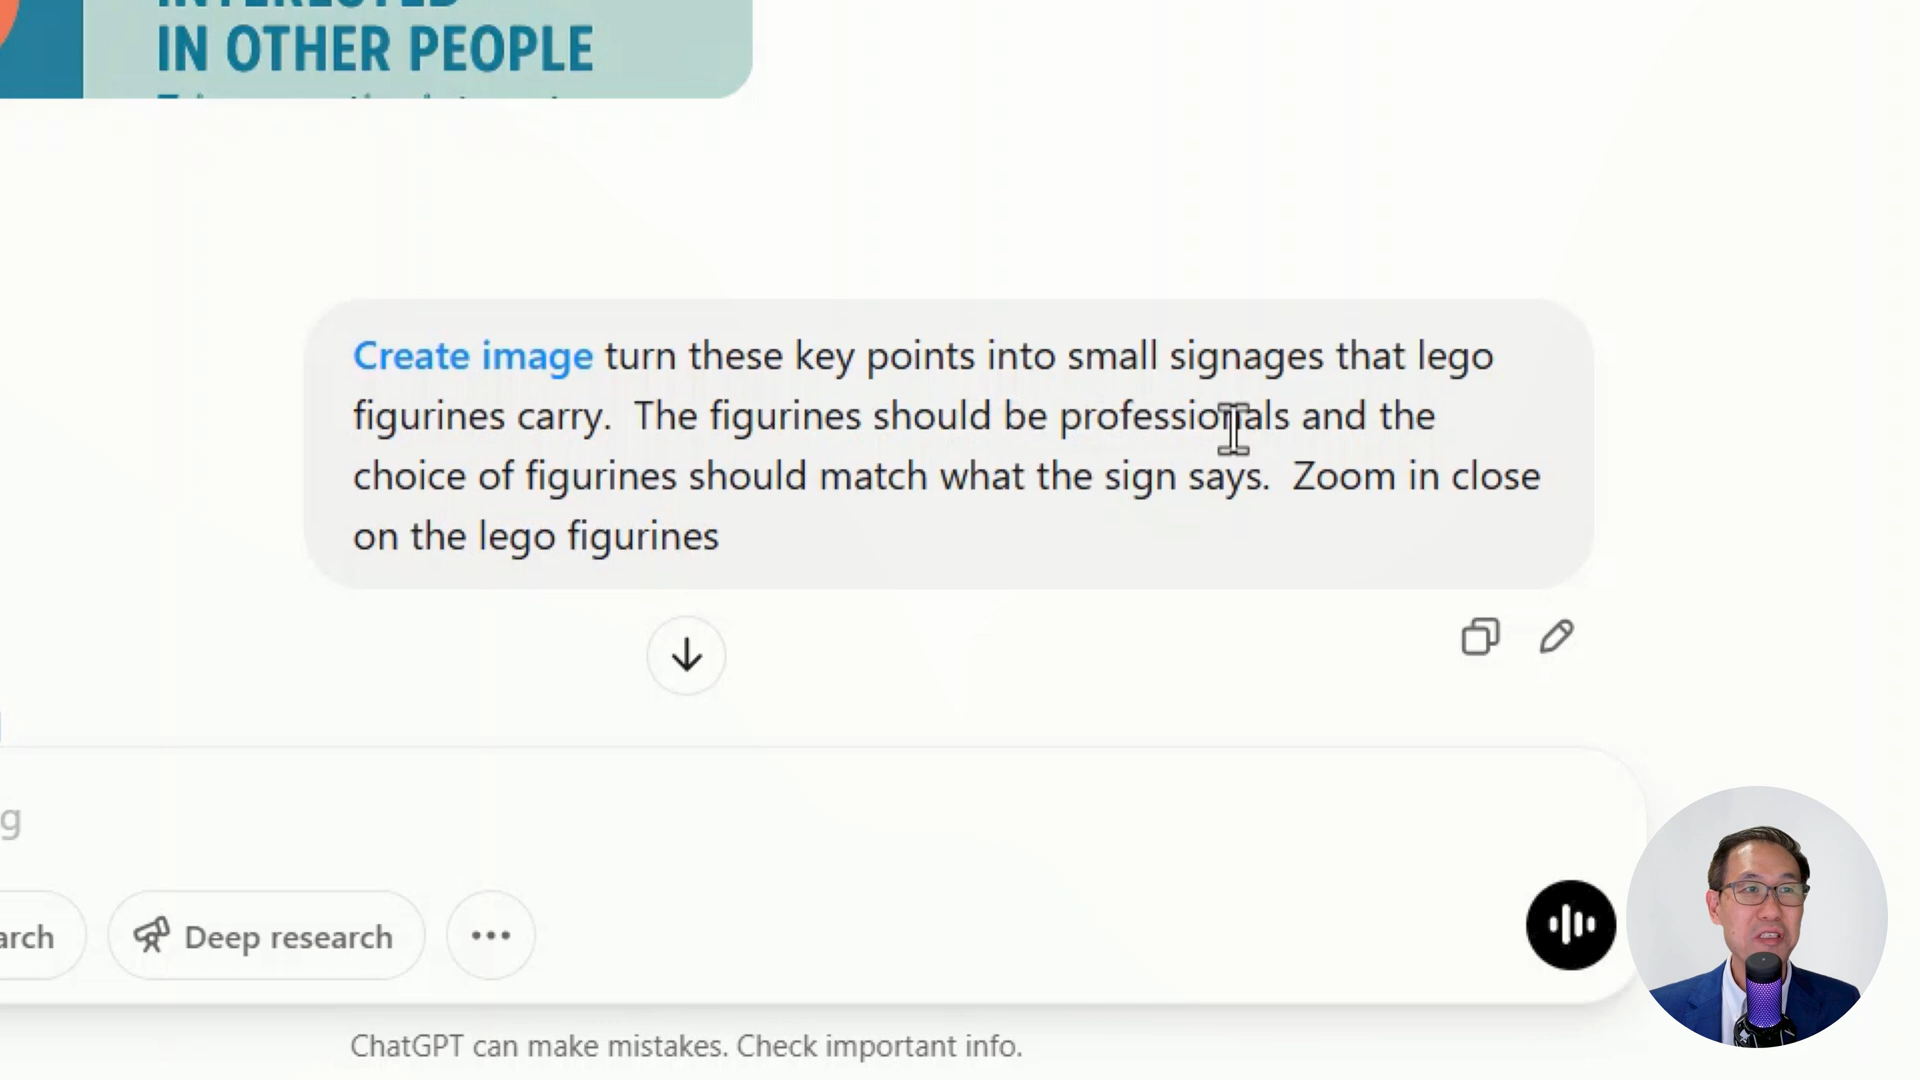 IN OTHER PEOPLE
Create image turn these key points into small signages that lego
figurines carry.  The figurines should be professionals and the
choice of figurines should match what the sign says.  Zoom in close
on the lego figurines
Deep research
ChatGPT can make mistakes. Check important info.